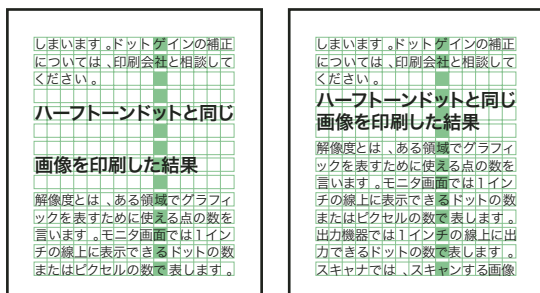 しまいます。ドットゲインの補正
については、印刷会社と相談して
ください。
ハーフトーンドットと同じ
画像を印刷した結果
解像度とは、ある領域でグラフィ
ックを表すために使える点の数を
言います。モニタ画面では1イン
チの線上に表示できるドットの数
またはピクセルの数で表します。
しまいます。ドットゲインの補正
については、印刷会社と相談して
ください。
ハーフトーンドットと同じ
画像を印刷した結果
解像度とは、ある領域でグラフィ
ックを表すために使える点の数を
言います。モニタ画面では1イン
チの線上に表示できるドットの数
またはピクセルの数で表します。
出力機器では1インチの線上に出
力できるドットの数で表します。
スキャナでは、スキャンする画像